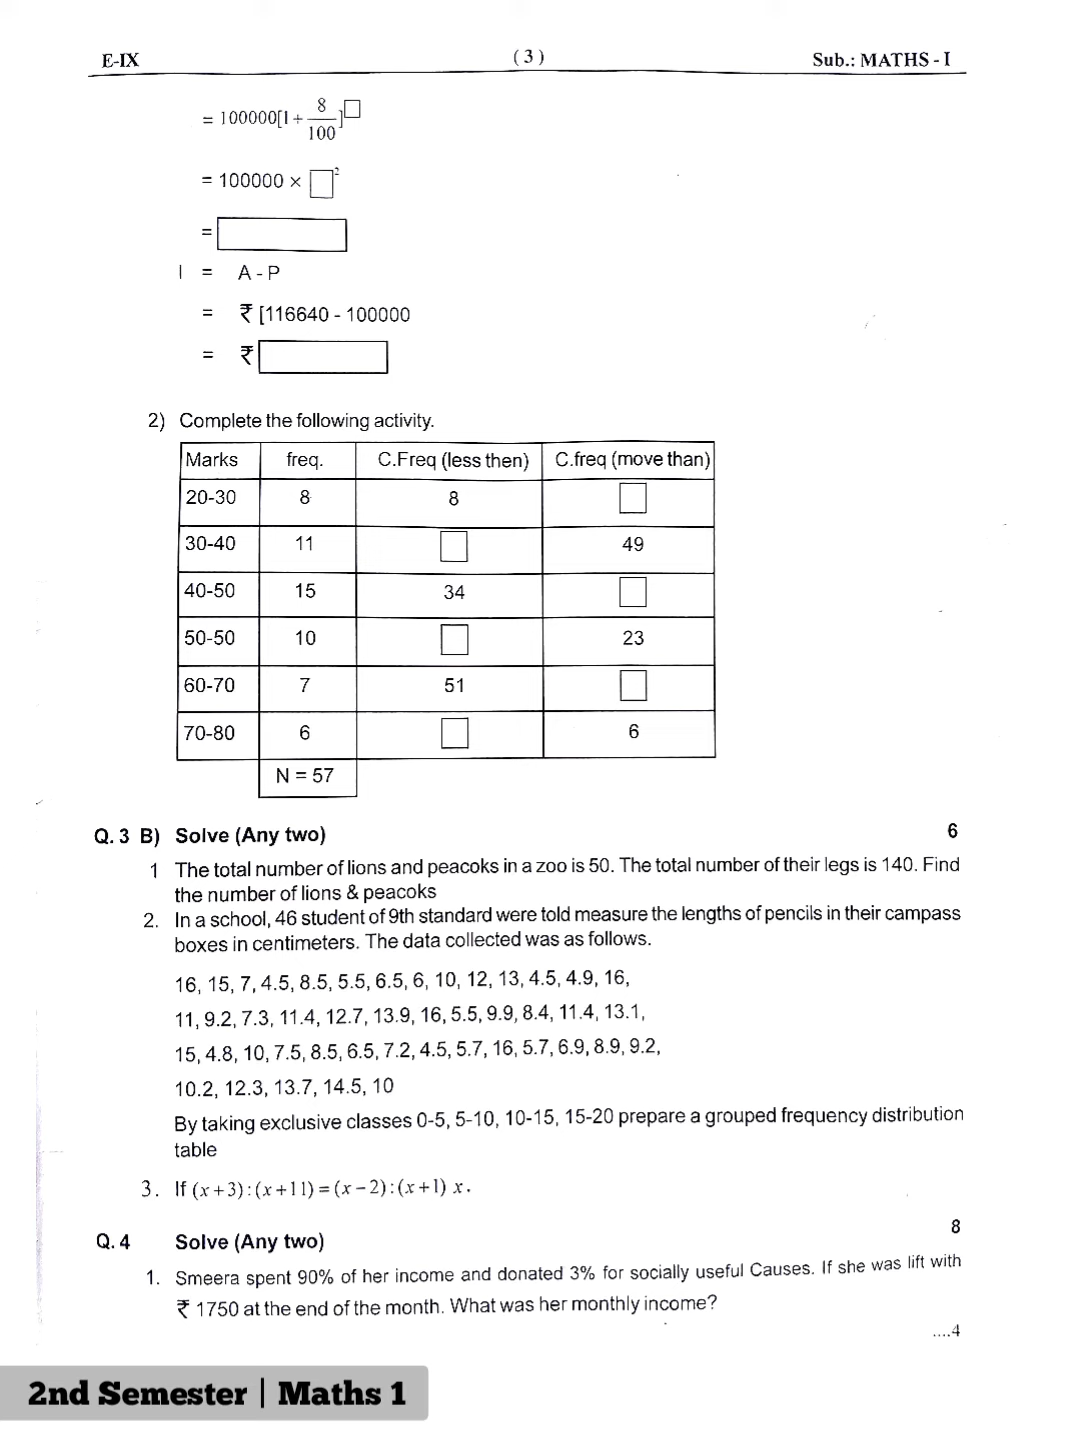 E-IX
( 3 )
Sub.: MATHS - I
= 100000[1 + 8/100]□
= 100000 × □²
=
I = A - P
= ₹ [116640 - 100000
= ₹
2) Complete the following activity.
Marks freq. C.Freq (less then) C.freq (move than)
20-30 8 8 □
30-40 11 □ 49
40-50 15 34 □
50-50 10 □ 23
60-70 7 51 □
70-80 6 □ 6
N = 57
Q. 3 B) Solve (Any two) 6
1 The total number of lions and peacoks in a zoo is 50. The total number of their legs is 140. Find
the number of lions & peacoks
2. In a school, 46 student of 9th standard were told measure the lengths of pencils in their campass
boxes in centimeters. The data collected was as follows.
16, 15, 7, 4.5, 8.5, 5.5, 6.5, 6, 10, 12, 13, 4.5, 4.9, 16,
11, 9.2, 7.3, 11.4, 12.7, 13.9, 16, 5.5, 9.9, 8.4, 11.4, 13.1,
15, 4.8, 10, 7.5, 8.5, 6.5, 7.2, 4.5, 5.7, 16, 5.7, 6.9, 8.9, 9.2,
10.2, 12.3, 13.7, 14.5, 10
By taking exclusive classes 0-5, 5-10, 10-15, 15-20 prepare a grouped frequency distribution
table
3. If (x+3):(x+11)=(x-2):(x+1) x.
Q. 4 Solve (Any two) 8
1. Smeera spent 90% of her income and donated 3% for socially useful Causes. If she was lift with
₹ 1750 at the end of the month. What was her monthly income?
....4
2nd Semester | Maths 1